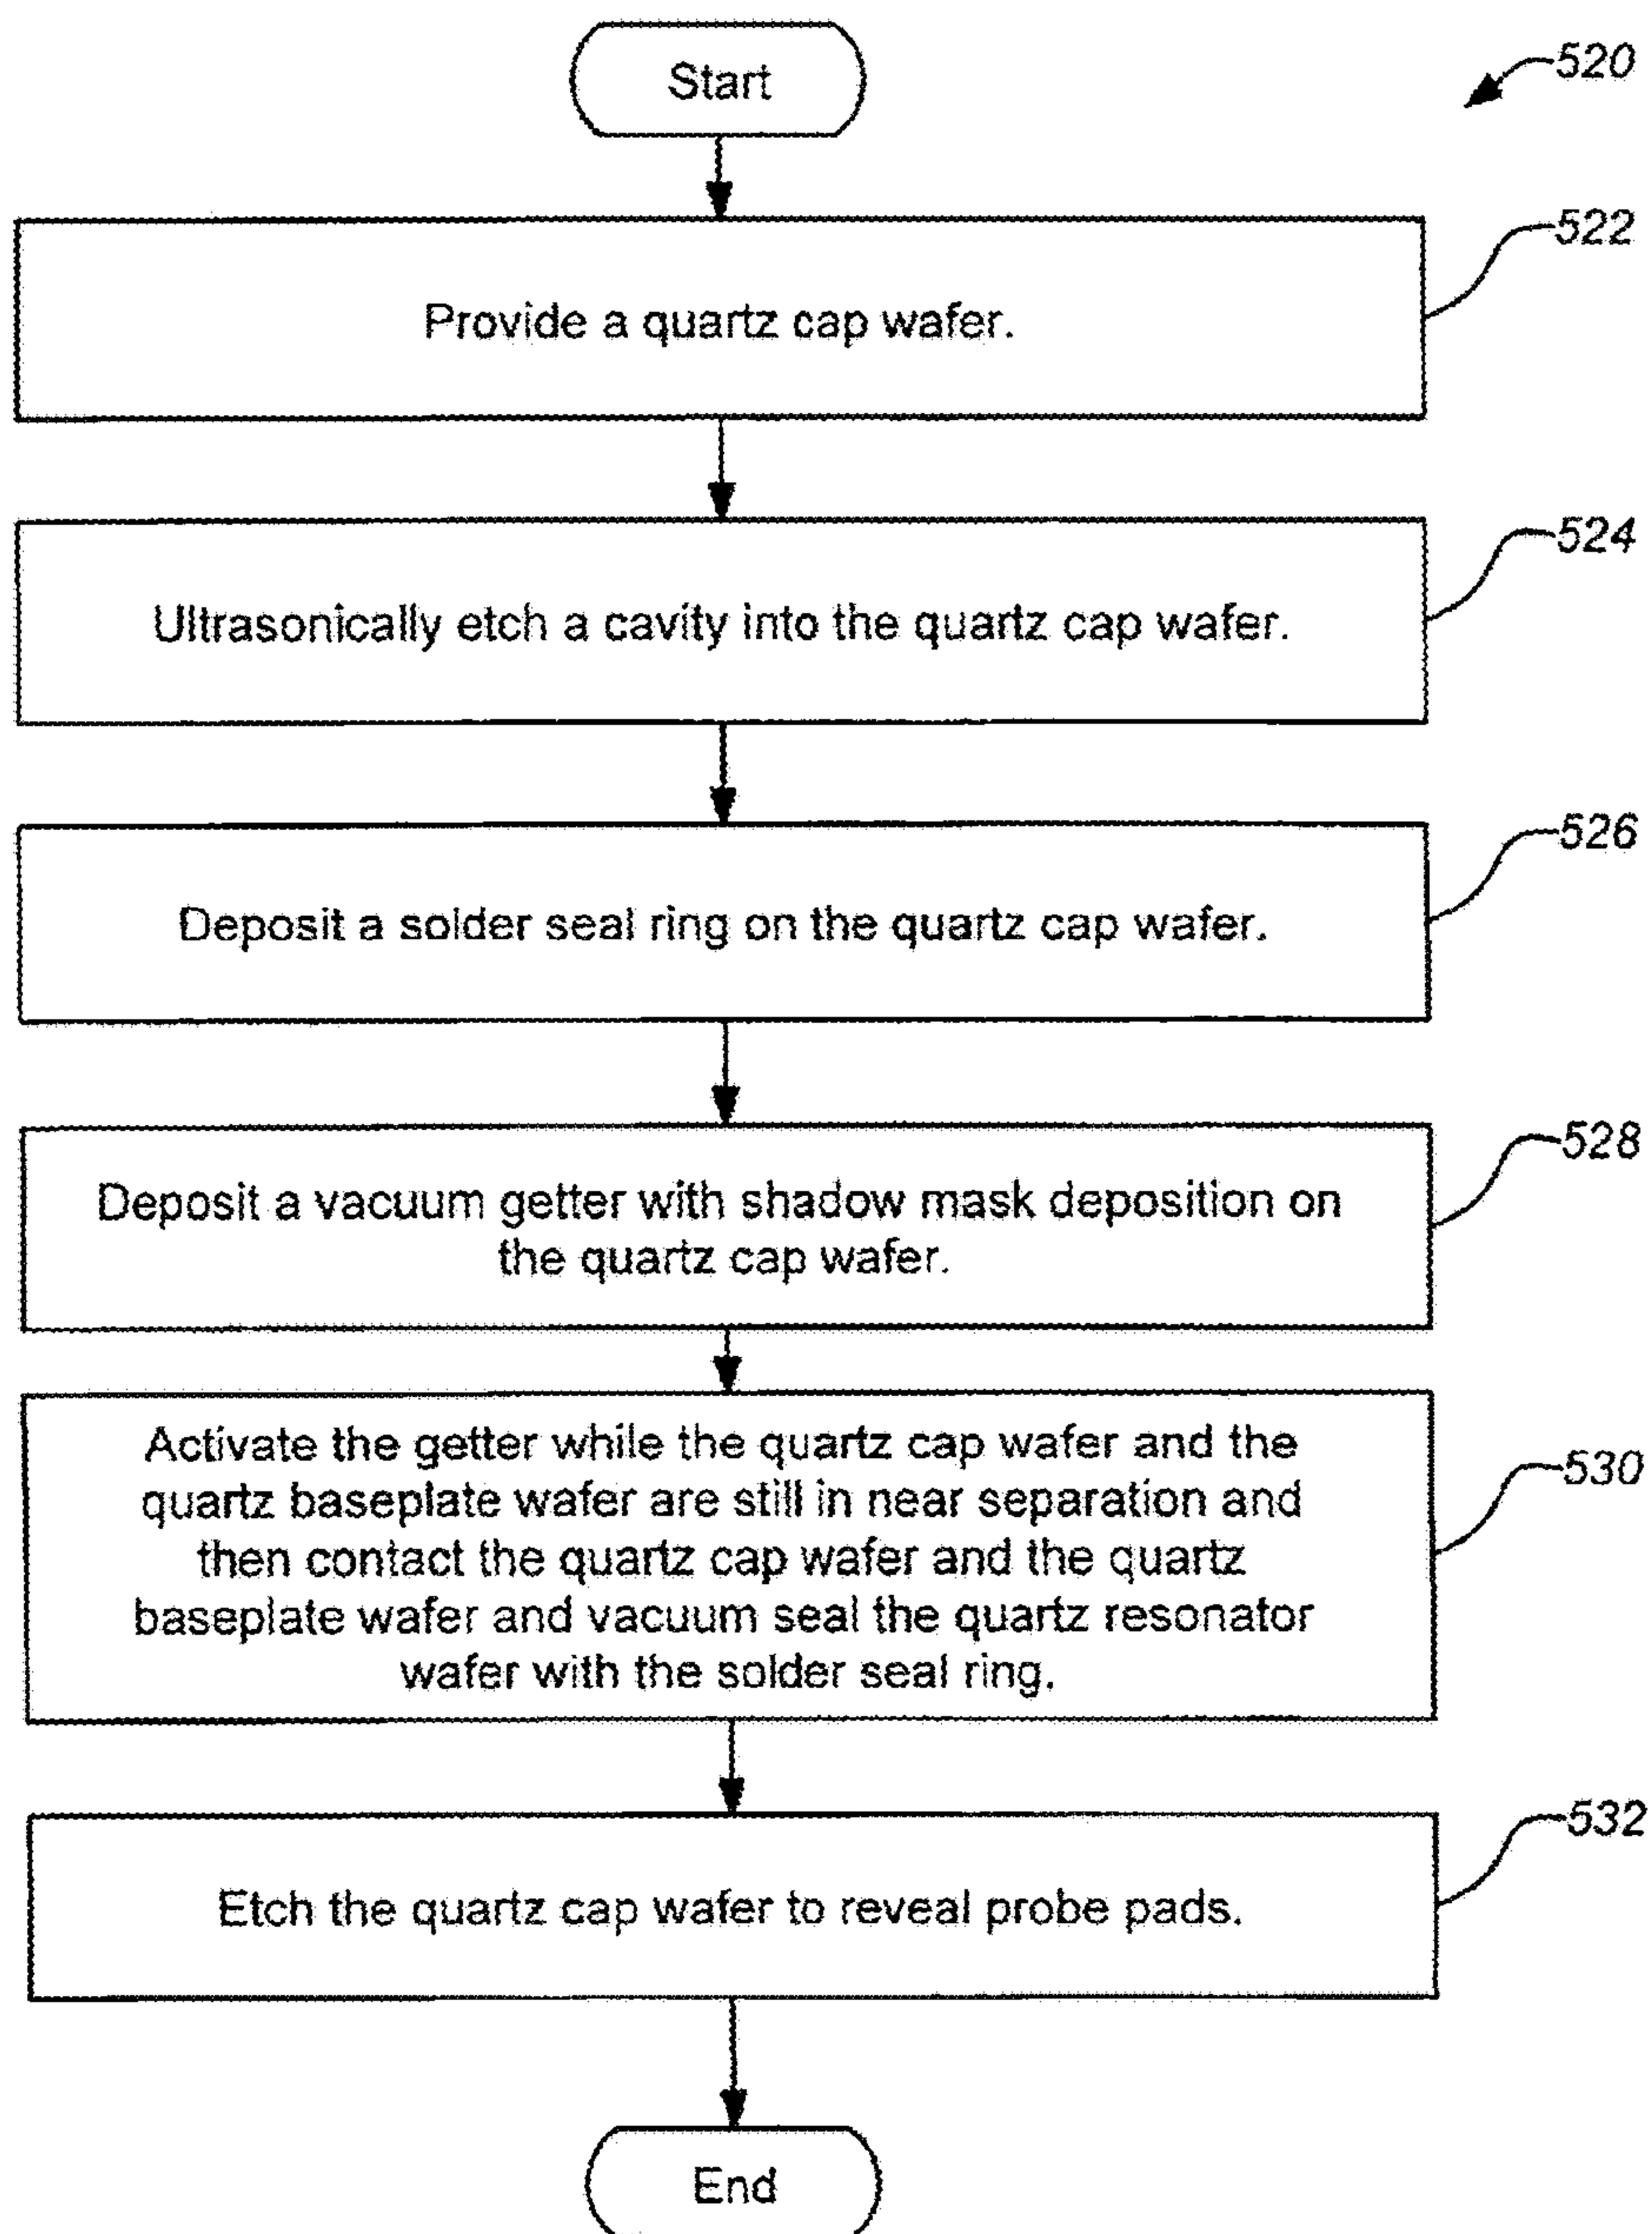 Start
520
522
Provide a quartz cap wafer.
524
Ultrasonically etch a cavity into the quartz cap wafer.
526
Deposit a solder seal ring on the quartz cap wafer.
528
Deposit a vacuum getter with shadow mask deposition on
the quartz cap wafer.
530
Activate the getter while the quartz cap wafer and the
quartz baseplate wafer are still in near separation and
then contact the quartz cap wafer and the quartz
baseplate wafer and vacuum seal the quartz resonator
wafer with the solder seal ring.
532
Etch the quartz cap wafer to reveal probe pads.
End